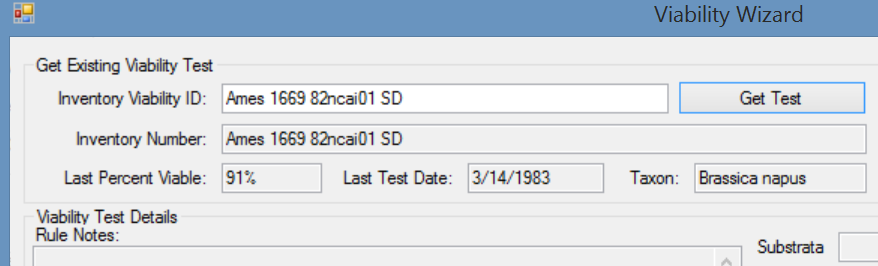 Viability Wizard
Get Existing Viability Test
Inventory Viability ID: Ames 1669 82ncai01 SD Get Test
Inventory Number: Ames 1669 82ncai01 SD
Last Percent Viable: 91% Last Test Date: 3/14/1983 Taxon: Brassica napus
Viability Test Details
Rule Notes:
Substrata